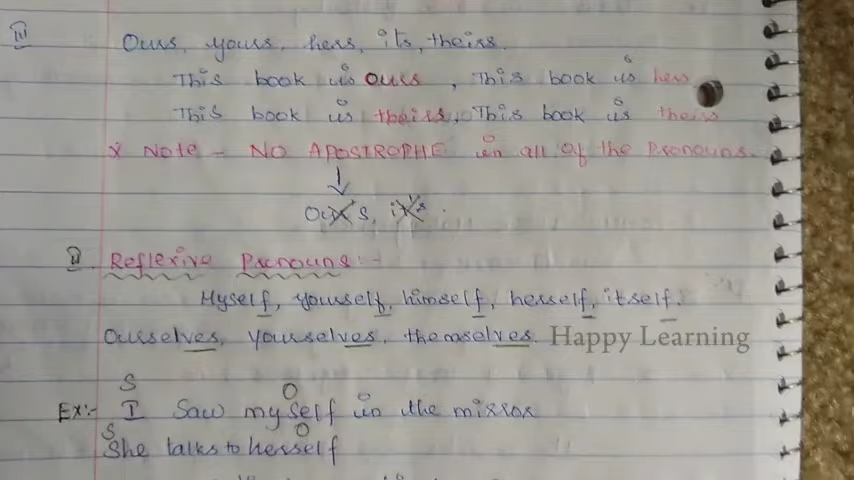 III Ours, yours, hers, its, theirs.
This book is ours, This book is hers
This book is theirs, This book is theirs
x Note - NO APOSTROPHE in all of the Pronouns.
our's, it's.
II. Reflexive Pronouns:-
Myself, yourself, himself, herself, itself.
Ourselves, yourselves, themselves. Happy Learning
S O
Ex:- I Saw myself in the mirror
S O
She talks to herself